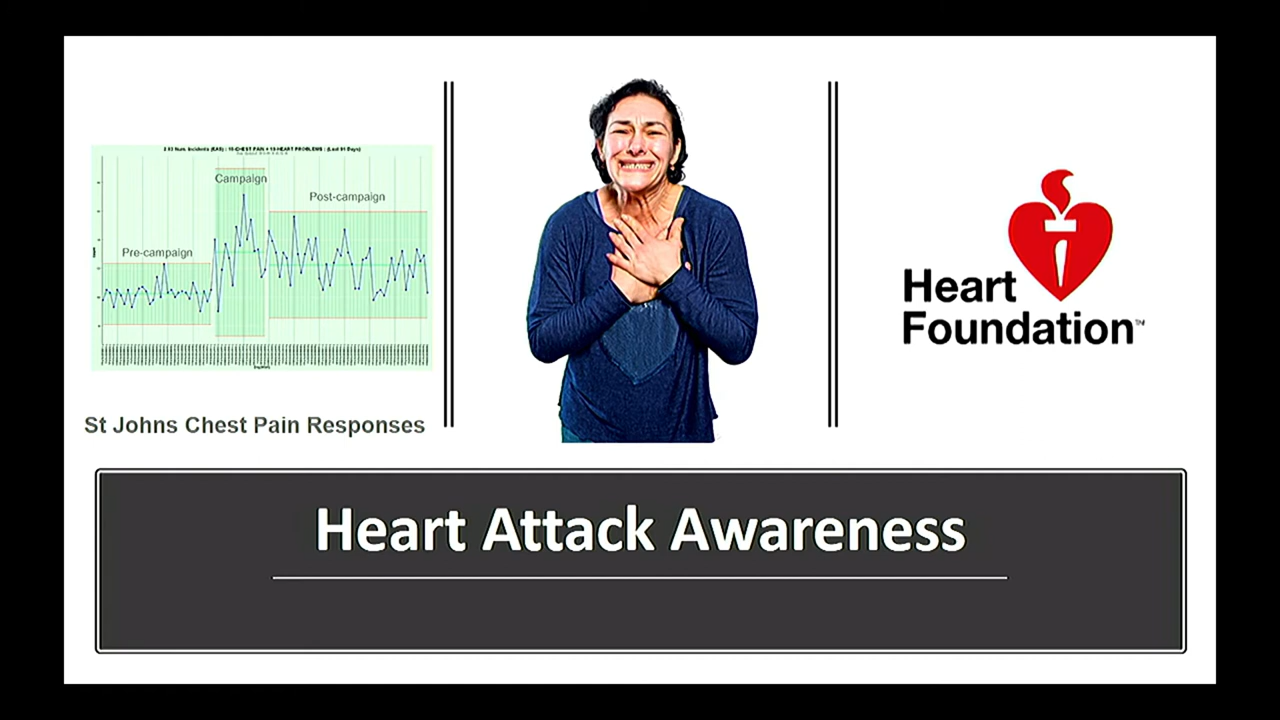 Campaign
Post-campaign
Pre-campaign
St Johns Chest Pain Responses
Heart
Foundation™
Heart Attack Awareness